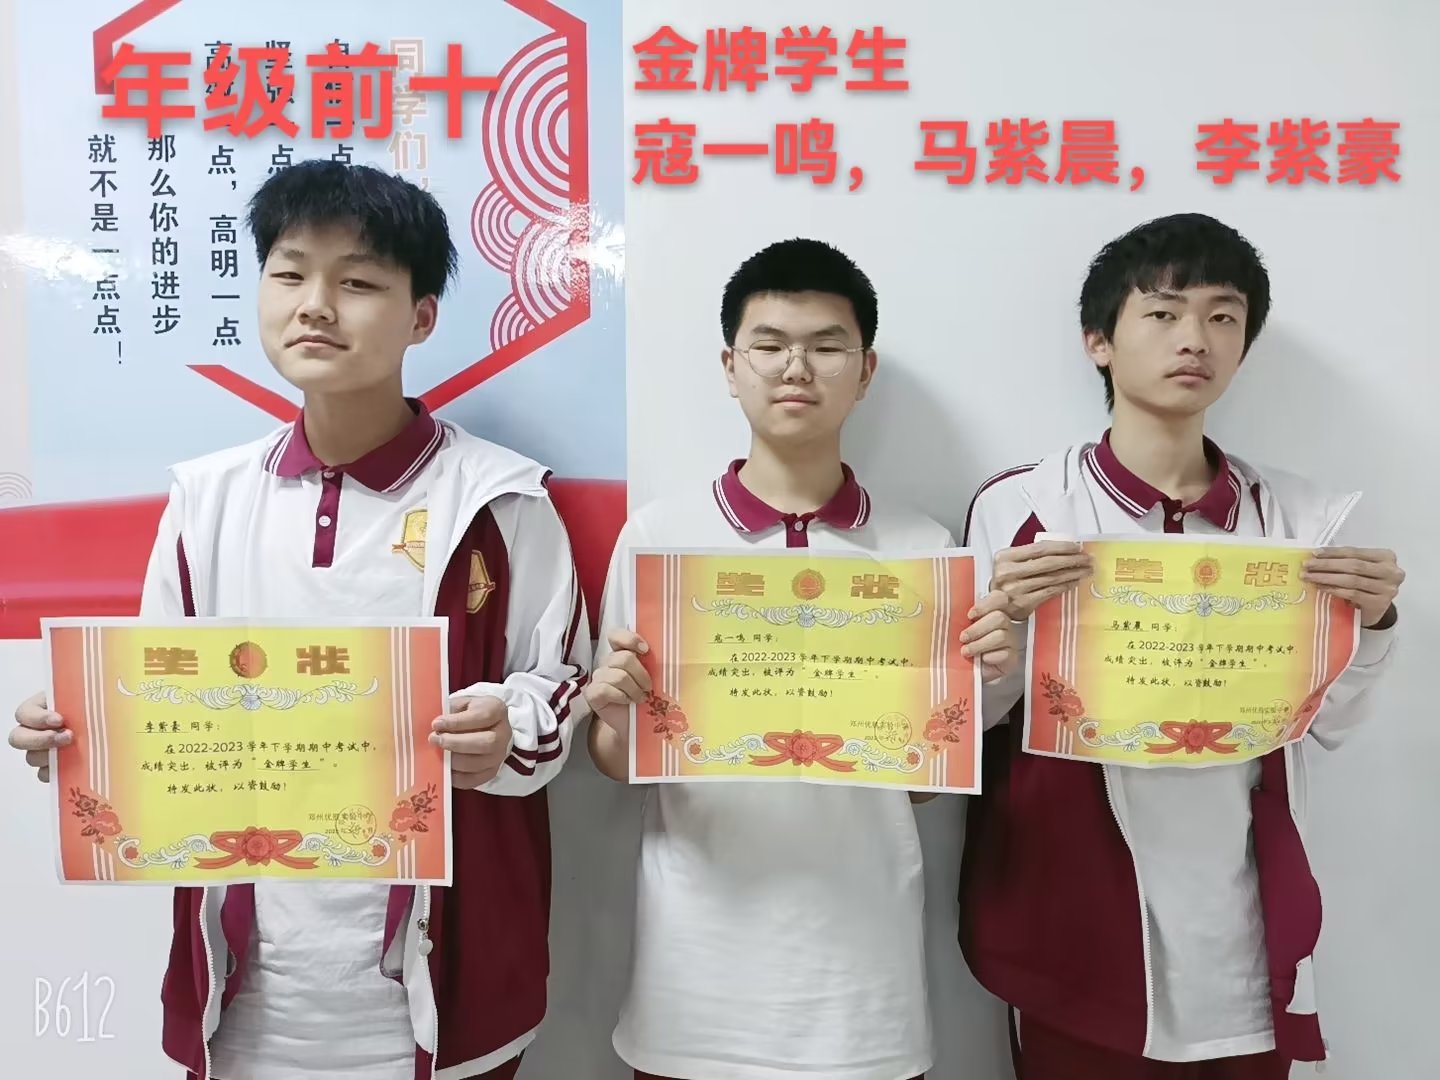 年级前十
金牌学生
寇一鸣，马紫晨，李紫豪
同学们，
点，高明一点
那么你的进步
就不是一点点！
奖状
李紫豪 同学：
在2022-2023学年下学期期中考试中，
成绩突出，被评为“金牌学生”。
特发此状，以资鼓励！
奖状
寇一鸣 同学：
在2022-2023学年下学期期中考试中，
成绩突出，被评为“金牌学生”。
特发此状，以资鼓励！
奖状
马紫晨 同学：
在2022-2023学年下学期期中考试中，
成绩突出，被评为“金牌学生”。
特发此状，以资鼓励！
B612